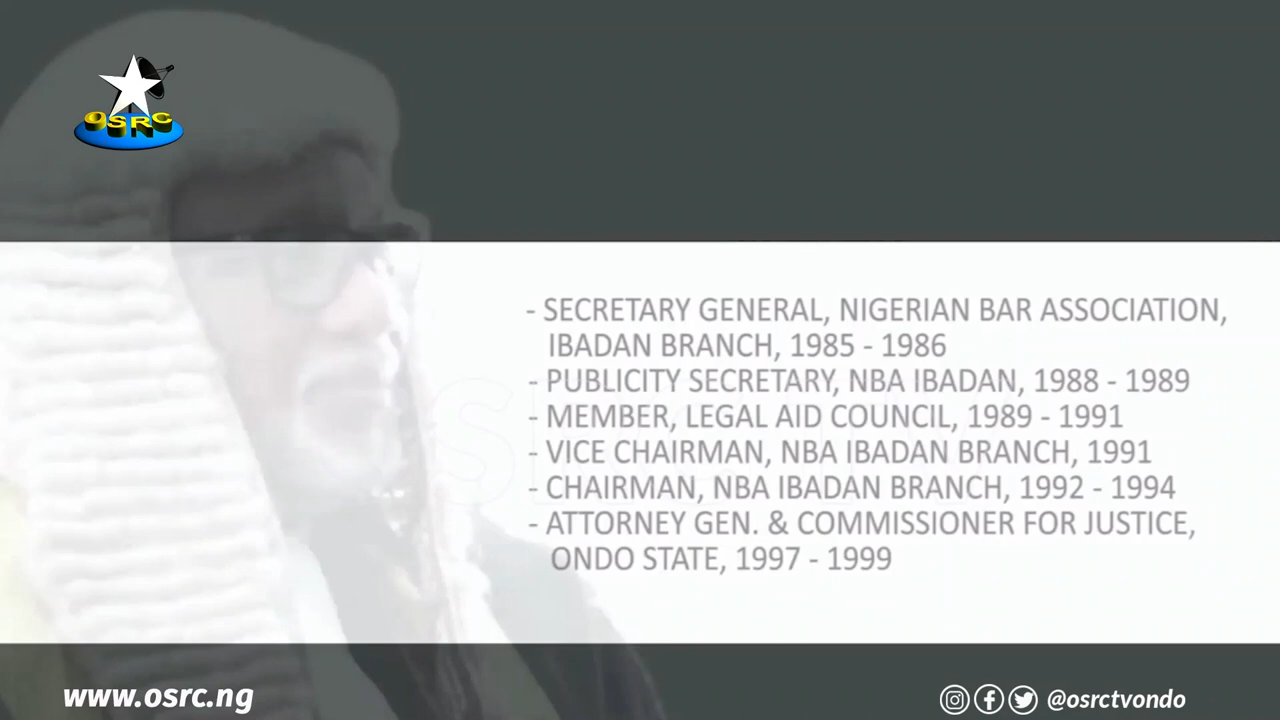 OSRC
- SECRETARY GENERAL, NIGERIAN BAR ASSOCIATION,
IBADAN BRANCH, 1985 - 1986
- PUBLICITY SECRETARY, NBA IBADAN, 1988 - 1989
- MEMBER, LEGAL AID COUNCIL, 1989 - 1991
- VICE CHAIRMAN, NBA IBADAN BRANCH, 1991
- CHAIRMAN, NBA IBADAN BRANCH, 1992 - 1994
- ATTORNEY GEN. & COMMISSIONER FOR JUSTICE,
ONDO STATE, 1997 - 1999
www.osrc.ng
@osrctvondo